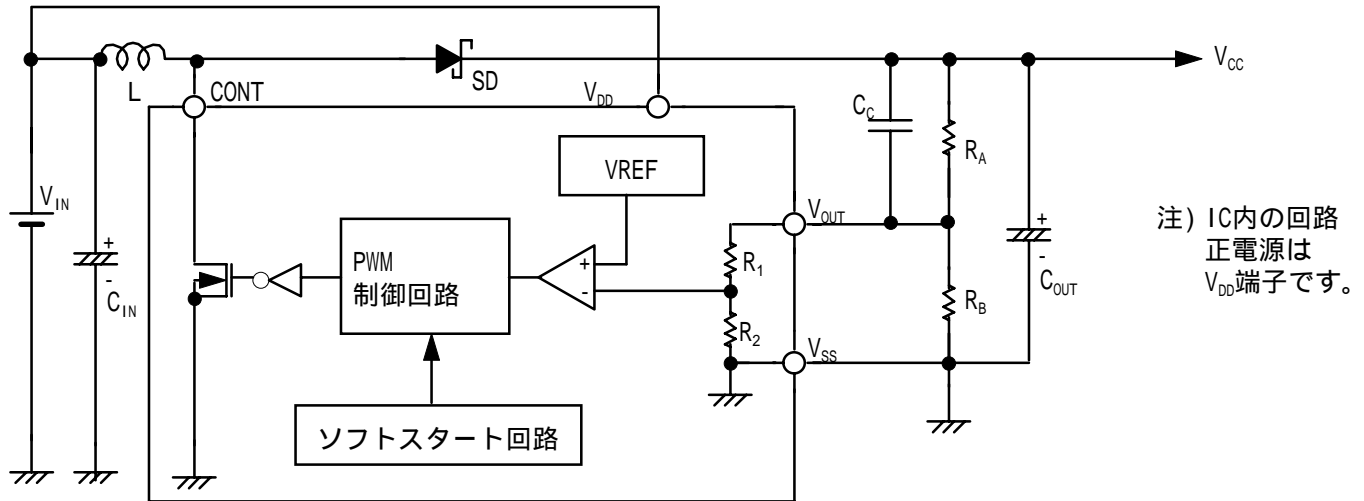 V_CC
L
CONT
SD
V_DD
C_C
R_A
VREF
V_IN
V_OUT
注) IC内の回路
正電源は
V_DD端子です。
+
-
C_IN
PWM
制御回路
+
-
R_1
R_2
R_B
+
-
C_OUT
V_SS
ソフトスタート回路